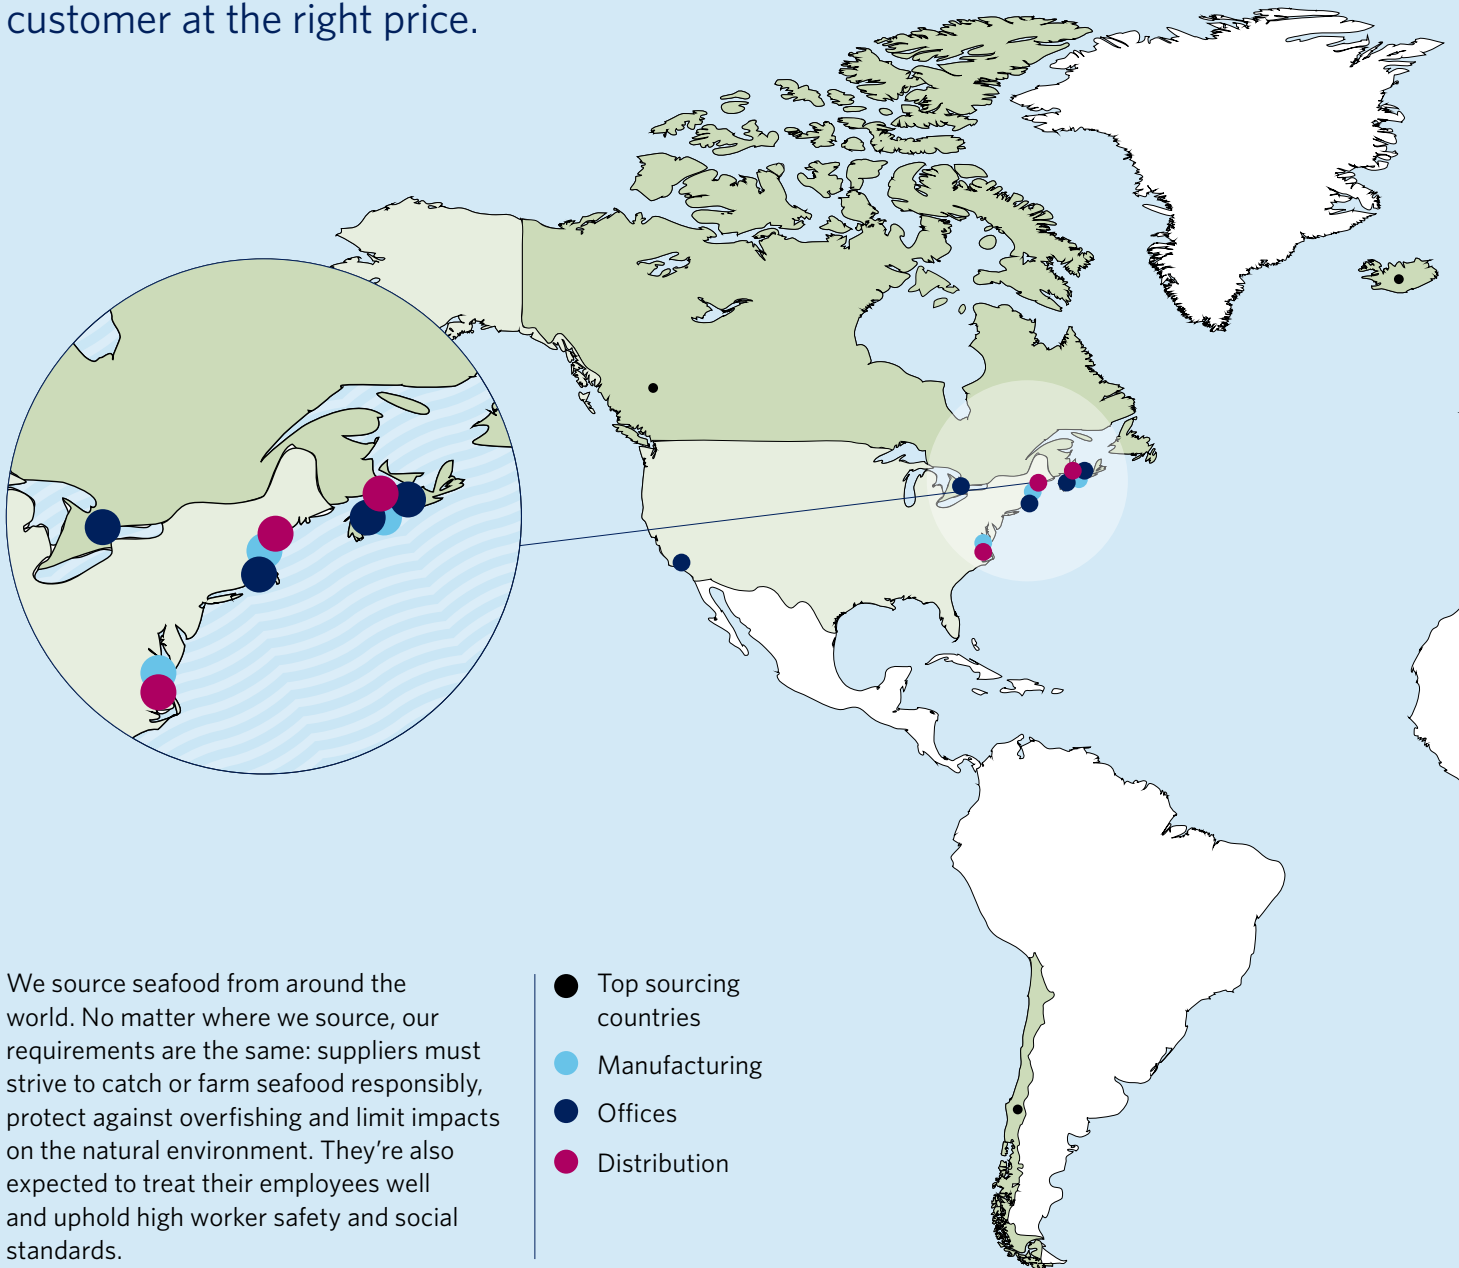 customer at the right price.
We source seafood from around the
world. No matter where we source, our
requirements are the same: suppliers must
strive to catch or farm seafood responsibly,
protect against overfishing and limit impacts
on the natural environment. They’re also
expected to treat their employees well
and uphold high worker safety and social
standards.
Top sourcing
countries
Manufacturing
Offices
Distribution